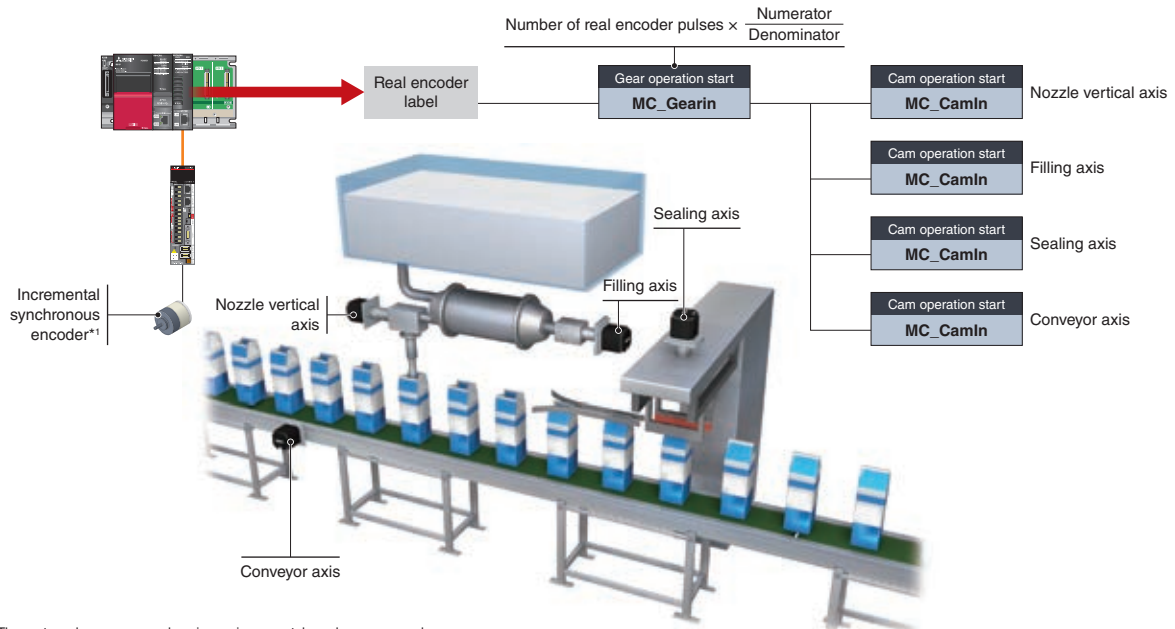 Number of real encoder pulses × Numerator
Denominator
Real encoder
label
Gear operation start
MC_Gearin
Cam operation start
MC_CamIn
Nozzle vertical axis
Cam operation start
MC_CamIn
Filling axis
Cam operation start
MC_CamIn
Sealing axis
Cam operation start
MC_CamIn
Conveyor axis
Sealing axis
Filling axis
Nozzle vertical
axis
Incremental
synchronous
encoder*1
Conveyor axis